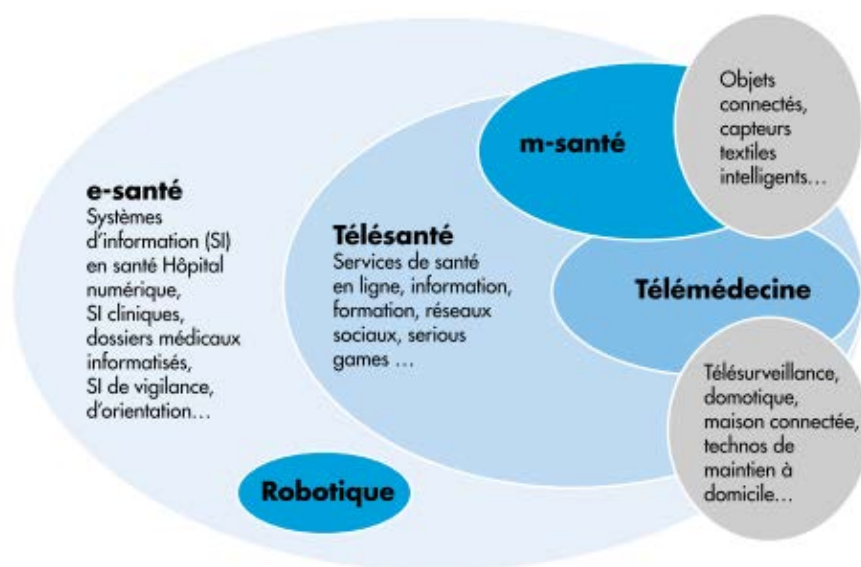 e-santé
Systèmes
d'information (SI)
en santé Hôpital
numérique,
SI cliniques,
dossiers médicaux
informatisés,
SI de vigilance,
d'orientation...
Télésanté
Services de santé
en ligne, information,
formation, réseaux
sociaux, serious
games ...
m-santé
Objets
connectés,
capteurs
textiles
intelligents...
Télémédecine
Télésurveillance,
domotique,
maison connectée,
technos de
maintien à
domicile...
Robotique